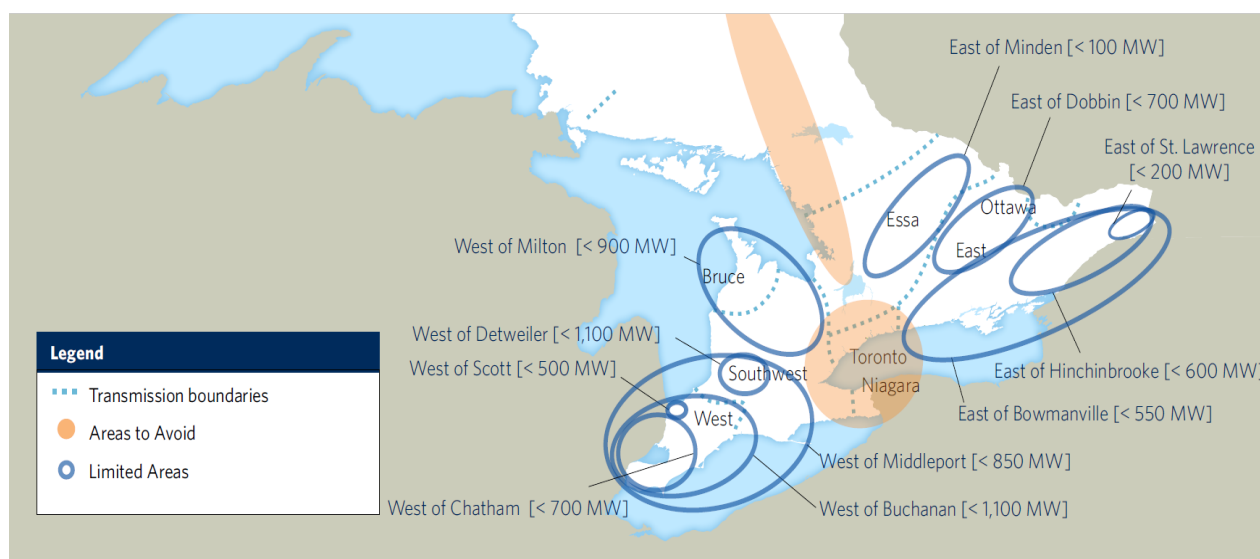 East of Minden [< 100 MW]
East of Dobbin [< 700 MW]
East of St. Lawrence
[< 200 MW]
Ottawa
Essa
East
West of Milton [< 900 MW]
Bruce
West of Detweiler [< 1,100 MW]
West of Scott [< 500 MW]
Southwest
Toronto
Niagara
East of Hinchinbrooke [< 600 MW]
East of Bowmanville [< 550 MW]
West
West of Middleport [< 850 MW]
West of Chatham [< 700 MW]
West of Buchanan [< 1,100 MW]
Legend
Transmission boundaries
Areas to Avoid
Limited Areas